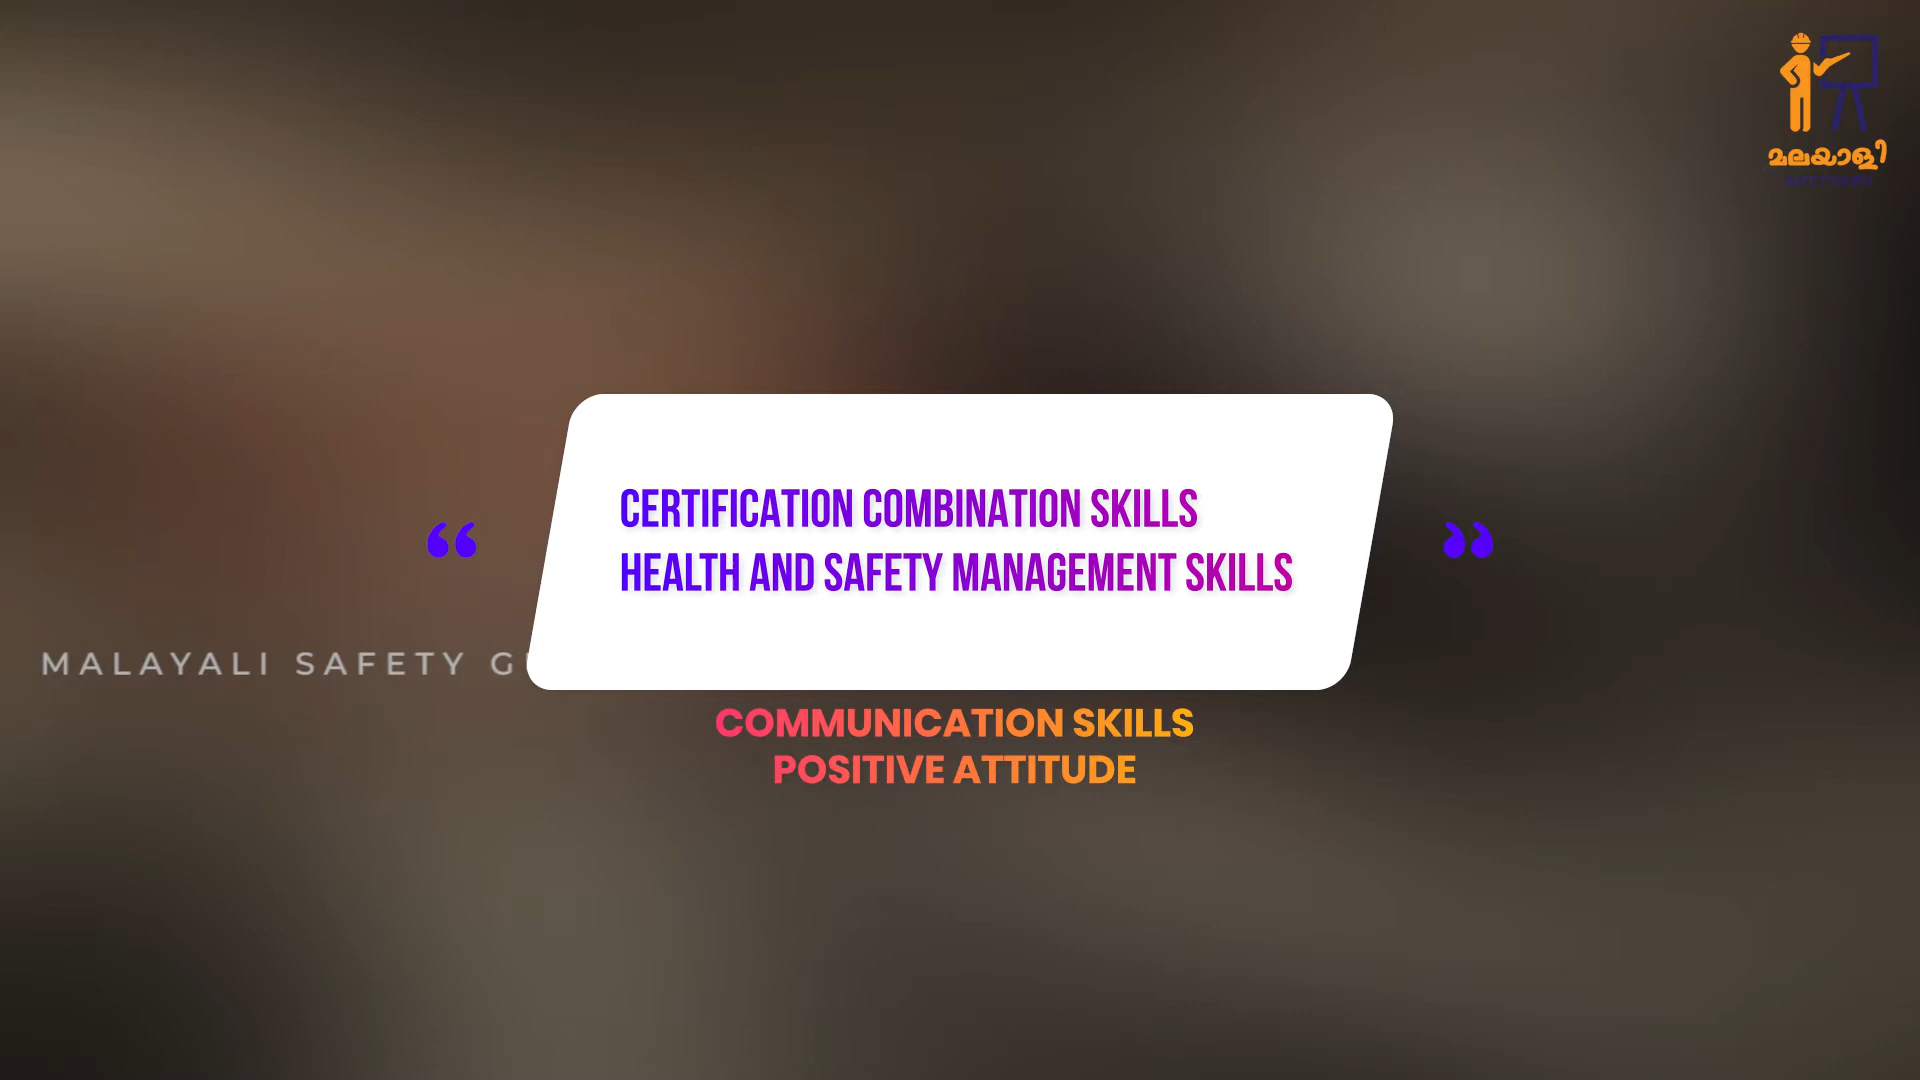 മലയാളി
CERTIFICATION COMBINATION SKILLS
HEALTH AND SAFETY MANAGEMENT SKILLS
MALAYALI SAFETY
COMMUNICATION SKILLS
POSITIVE ATTITUDE